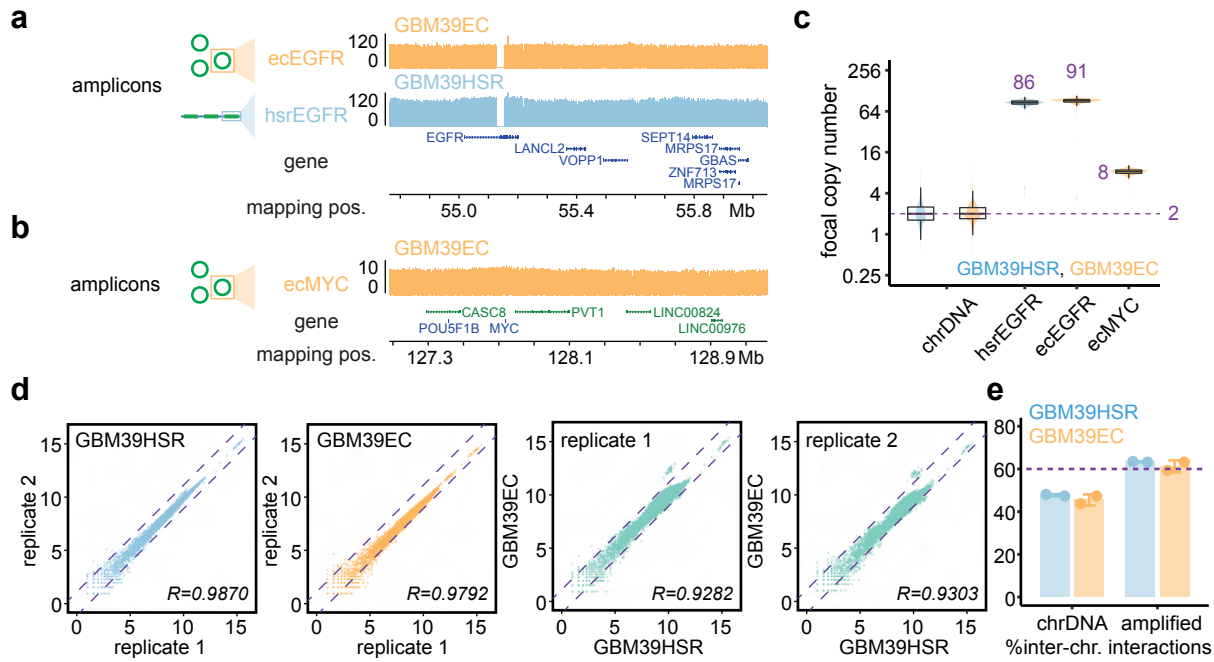 a
amplicons
ecEGFR
120
0
GBM39EC
hsrEGFR
120
0
GBM39HSR
gene
EGFR
LANCL2
VOPP1
SEPT14
MRPS17
GBAS
ZNF713
MRPS17
mapping pos.
55.0 55.4 55.8 Mb
b
amplicons
ecMYC
10
0
GBM39EC
gene
CASC8 PVT1 LINC00824
POU5F1B MYC LINC00976
mapping pos.
127.3 128.1 128.9 Mb
c
focal copy number
256
64
16
4
1
0.25
86
91
8
2
GBM39HSR, GBM39EC
chrDNA
hsrEGFR
ecEGFR
ecMYC
d
GBM39HSR
replicate 2
15
10
5
0
R=0.9870
0 5 10 15
replicate 1
GBM39EC
replicate 2
15
10
5
0
R=0.9792
0 5 10 15
replicate 1
replicate 1
GBM39EC
15
10
5
0
R=0.9282
0 5 10 15
GBM39HSR
replicate 2
GBM39EC
15
10
5
0
R=0.9303
0 5 10 15
GBM39HSR
e
GBM39HSR
GBM39EC
80
60
40
20
0
chrDNA amplified
%inter-chr. interactions